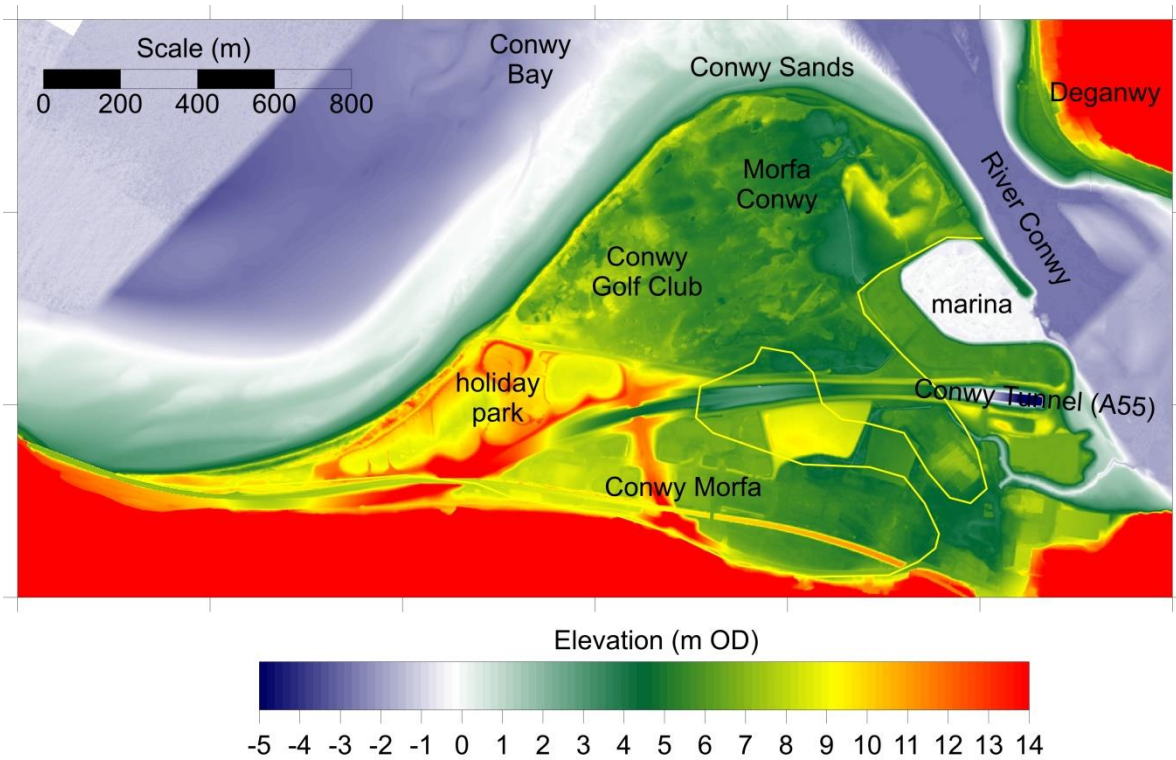 Scale (m)
0 200 400 600 800
Conwy
Bay
Conwy Sands
Deganwy
Morfa
Conwy
River Conwy
Conwy
Golf Club
marina
holiday
park
Conwy Tunnel (A55)
Conwy Morfa
Elevation (m OD)
-5 -4 -3 -2 -1 0 1 2 3 4 5 6 7 8 9 10 11 12 13 14